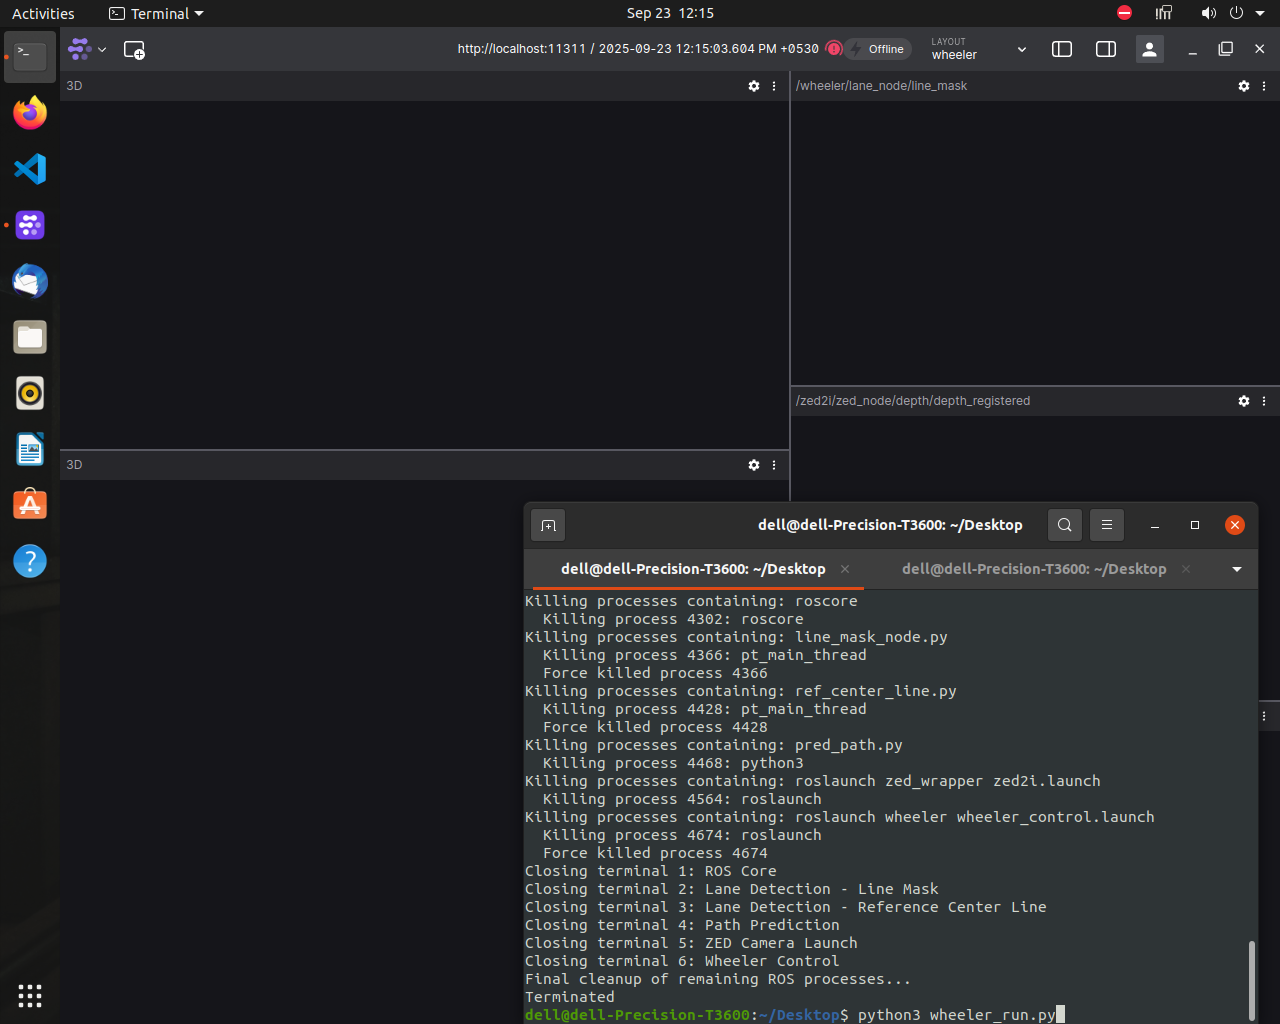 Activities
Terminal
Sep 23 12:15
http://localhost:11311 / 2025-09-23 12:15:03.604 PM +0530
Offline
LAYOUT
wheeler
3D
/wheeler/lane_node/line_mask
/zed2i/zed_node/depth/depth_registered
3D
dell@dell-Precision-T3600: ~/Desktop
dell@dell-Precision-T3600: ~/Desktop
dell@dell-Precision-T3600: ~/Desktop
Killing processes containing: roscore
Killing process 4302: roscore
Killing processes containing: line_mask_node.py
Killing process 4366: pt_main_thread
Force killed process 4366
Killing processes containing: ref_center_line.py
Killing process 4428: pt_main_thread
Force killed process 4428
Killing processes containing: pred_path.py
Killing process 4468: python3
Killing processes containing: roslaunch zed_wrapper zed2i.launch
Killing process 4564: roslaunch
Killing processes containing: roslaunch wheeler wheeler_control.launch
Killing process 4674: roslaunch
Force killed process 4674
Closing terminal 1: ROS Core
Closing terminal 2: Lane Detection - Line Mask
Closing terminal 3: Lane Detection - Reference Center Line
Closing terminal 4: Path Prediction
Closing terminal 5: ZED Camera Launch
Closing terminal 6: Wheeler Control
Final cleanup of remaining ROS processes...
Terminated
dell@dell-Precision-T3600:~/Desktop$ python3 wheeler_run.py